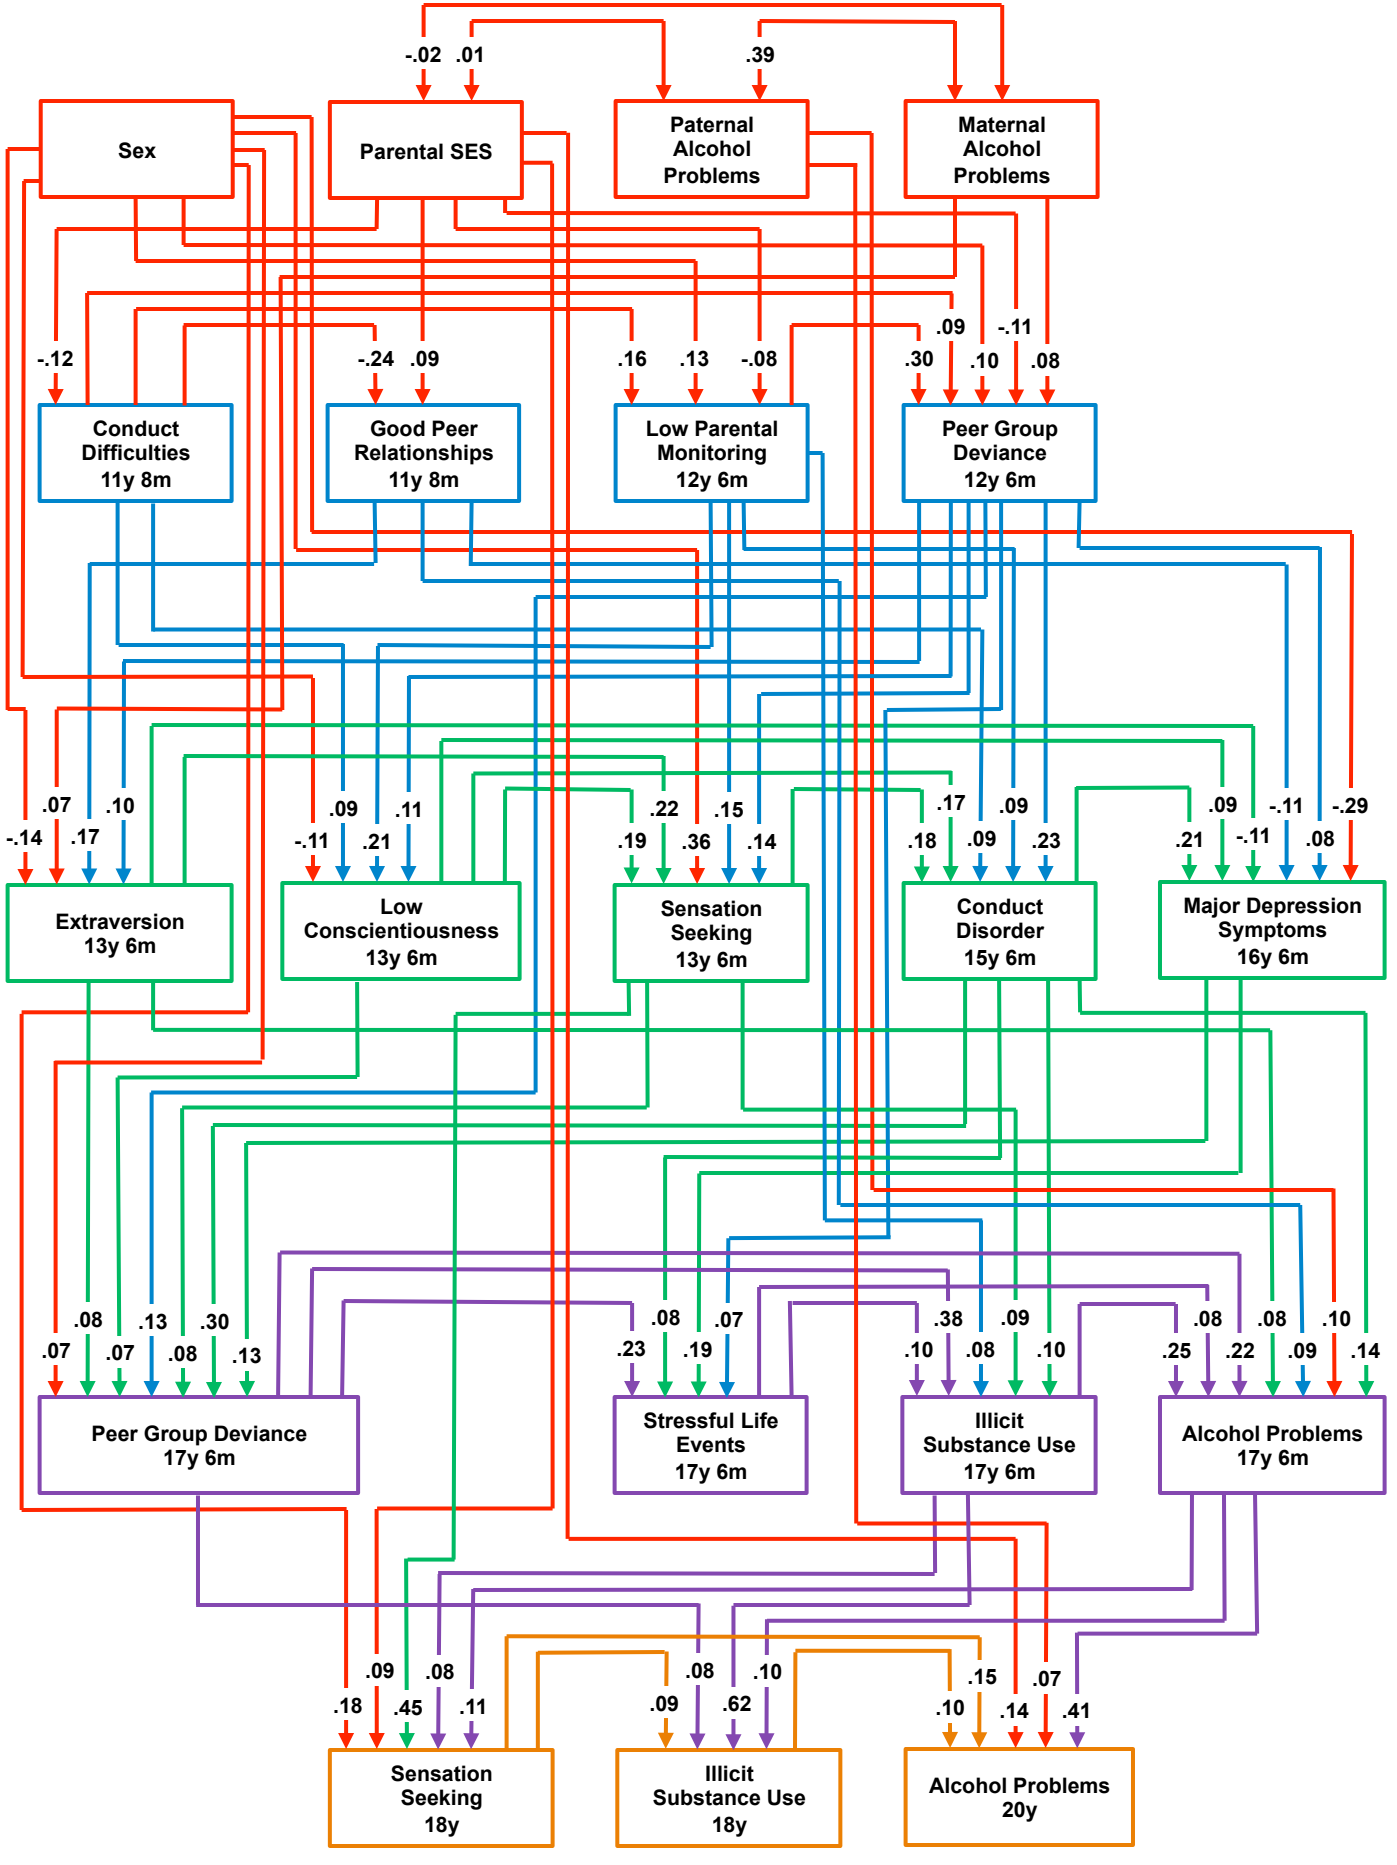 -.02 .01 .39
Sex
Parental SES
Paternal
Alcohol
Problems
Maternal
Alcohol
Problems
-.12 -.24 .09 .16 .13 -.08 .30 .09 .10 -.11 .08
Conduct
Difficulties
11y 8m
Good Peer
Relationships
11y 8m
Low Parental
Monitoring
12y 6m
Peer Group
Deviance
12y 6m
-.14 .07 .17 .10 -.11 .09 .21 .11 .19 .22 .36 .15 .14 .18 .17 .09 .09 .23 .21 .09 -.11 -.11 .08 -.29
Extraversion
13y 6m
Low
Conscientiousness
13y 6m
Sensation
Seeking
13y 6m
Conduct
Disorder
15y 6m
Major Depression
Symptoms
16y 6m
.07 .08 .07 .13 .08 .30 .13 .23 .08 .19 .07 .10 .38 .08 .09 .10 .25 .08 .22 .08 .09 .10 .14
Peer Group Deviance
17y 6m
Stressful Life
Events
17y 6m
Illicit
Substance Use
17y 6m
Alcohol Problems
17y 6m
.18 .09 .45 .08 .11 .09 .08 .62 .10 .10 .15 .14 .07 .41
Sensation
Seeking
18y
Illicit
Substance Use
18y
Alcohol Problems
20y